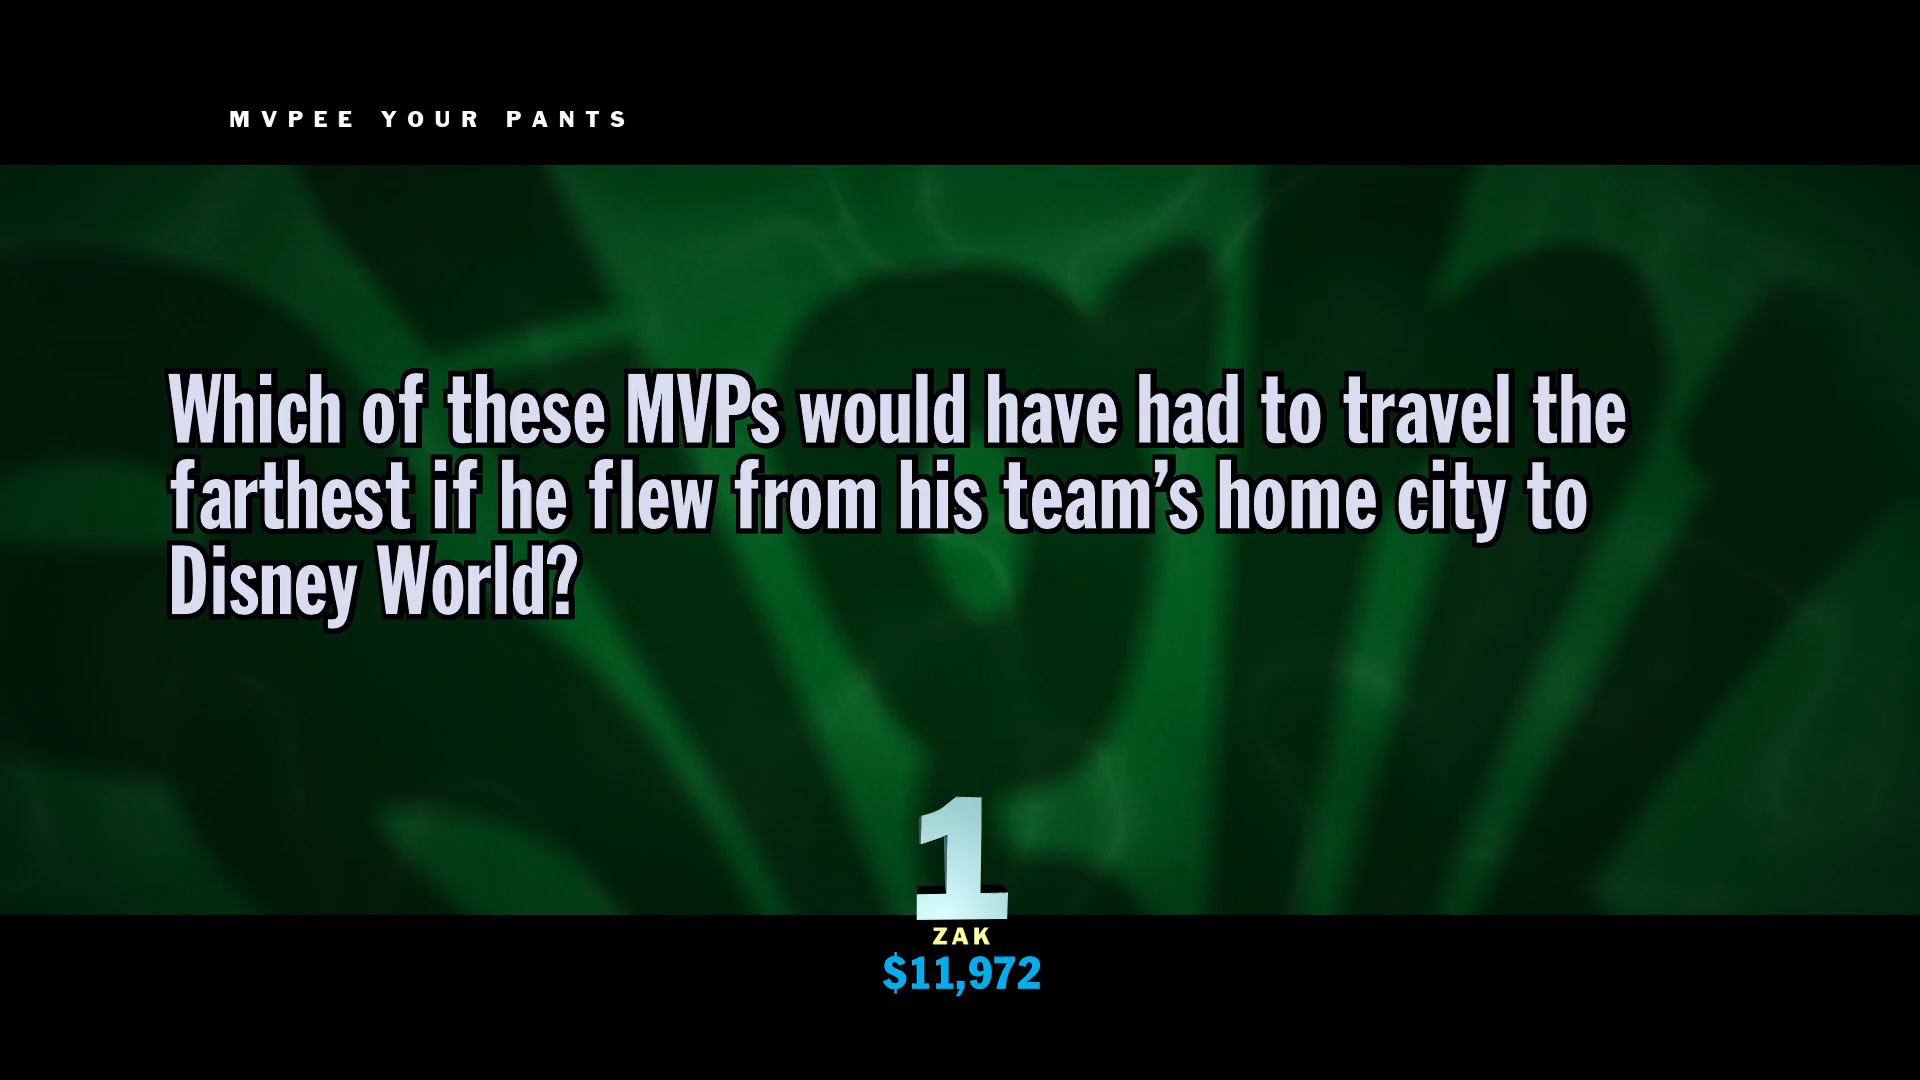 MVPEE YOUR PANTS
Which of these MVPs would have had to travel the
farthest if he flew from his team’s home city to
Disney World?
1
ZAK
$11,972